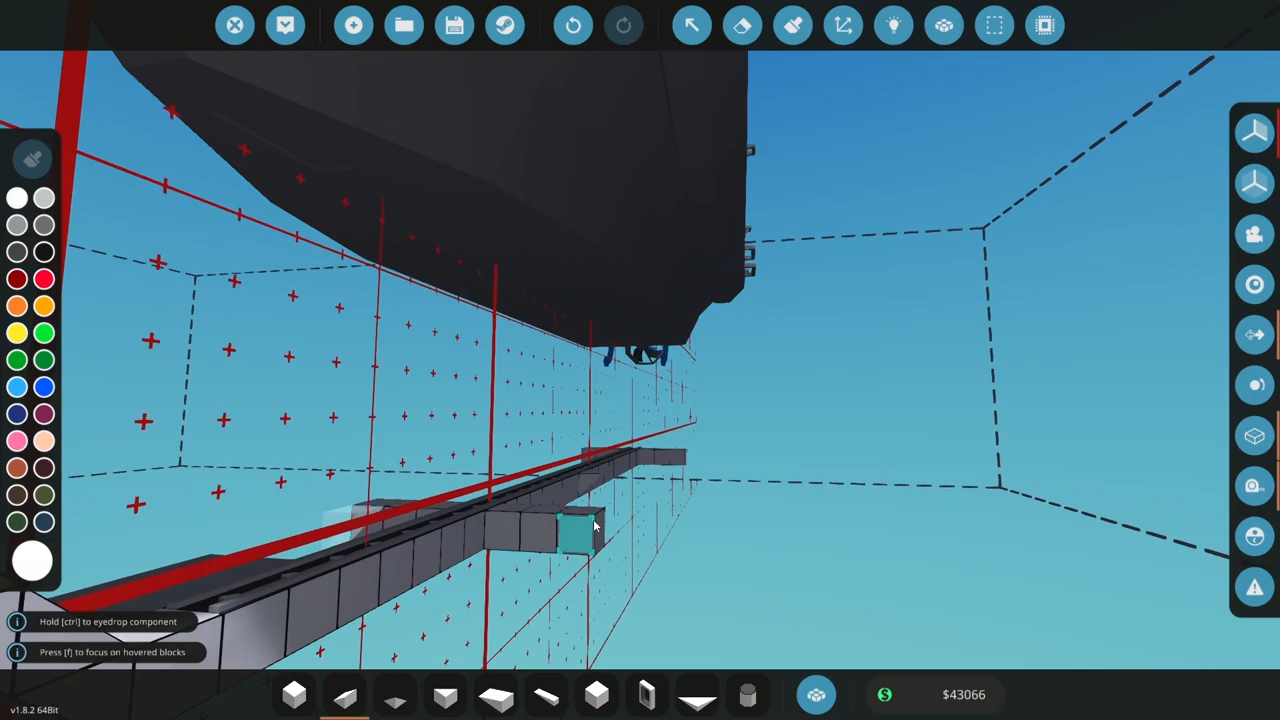 Hold [ctrl] to eyedrop component
Press [f] to focus on hovered blocks
$ $43066
v1.8.2 64Bit